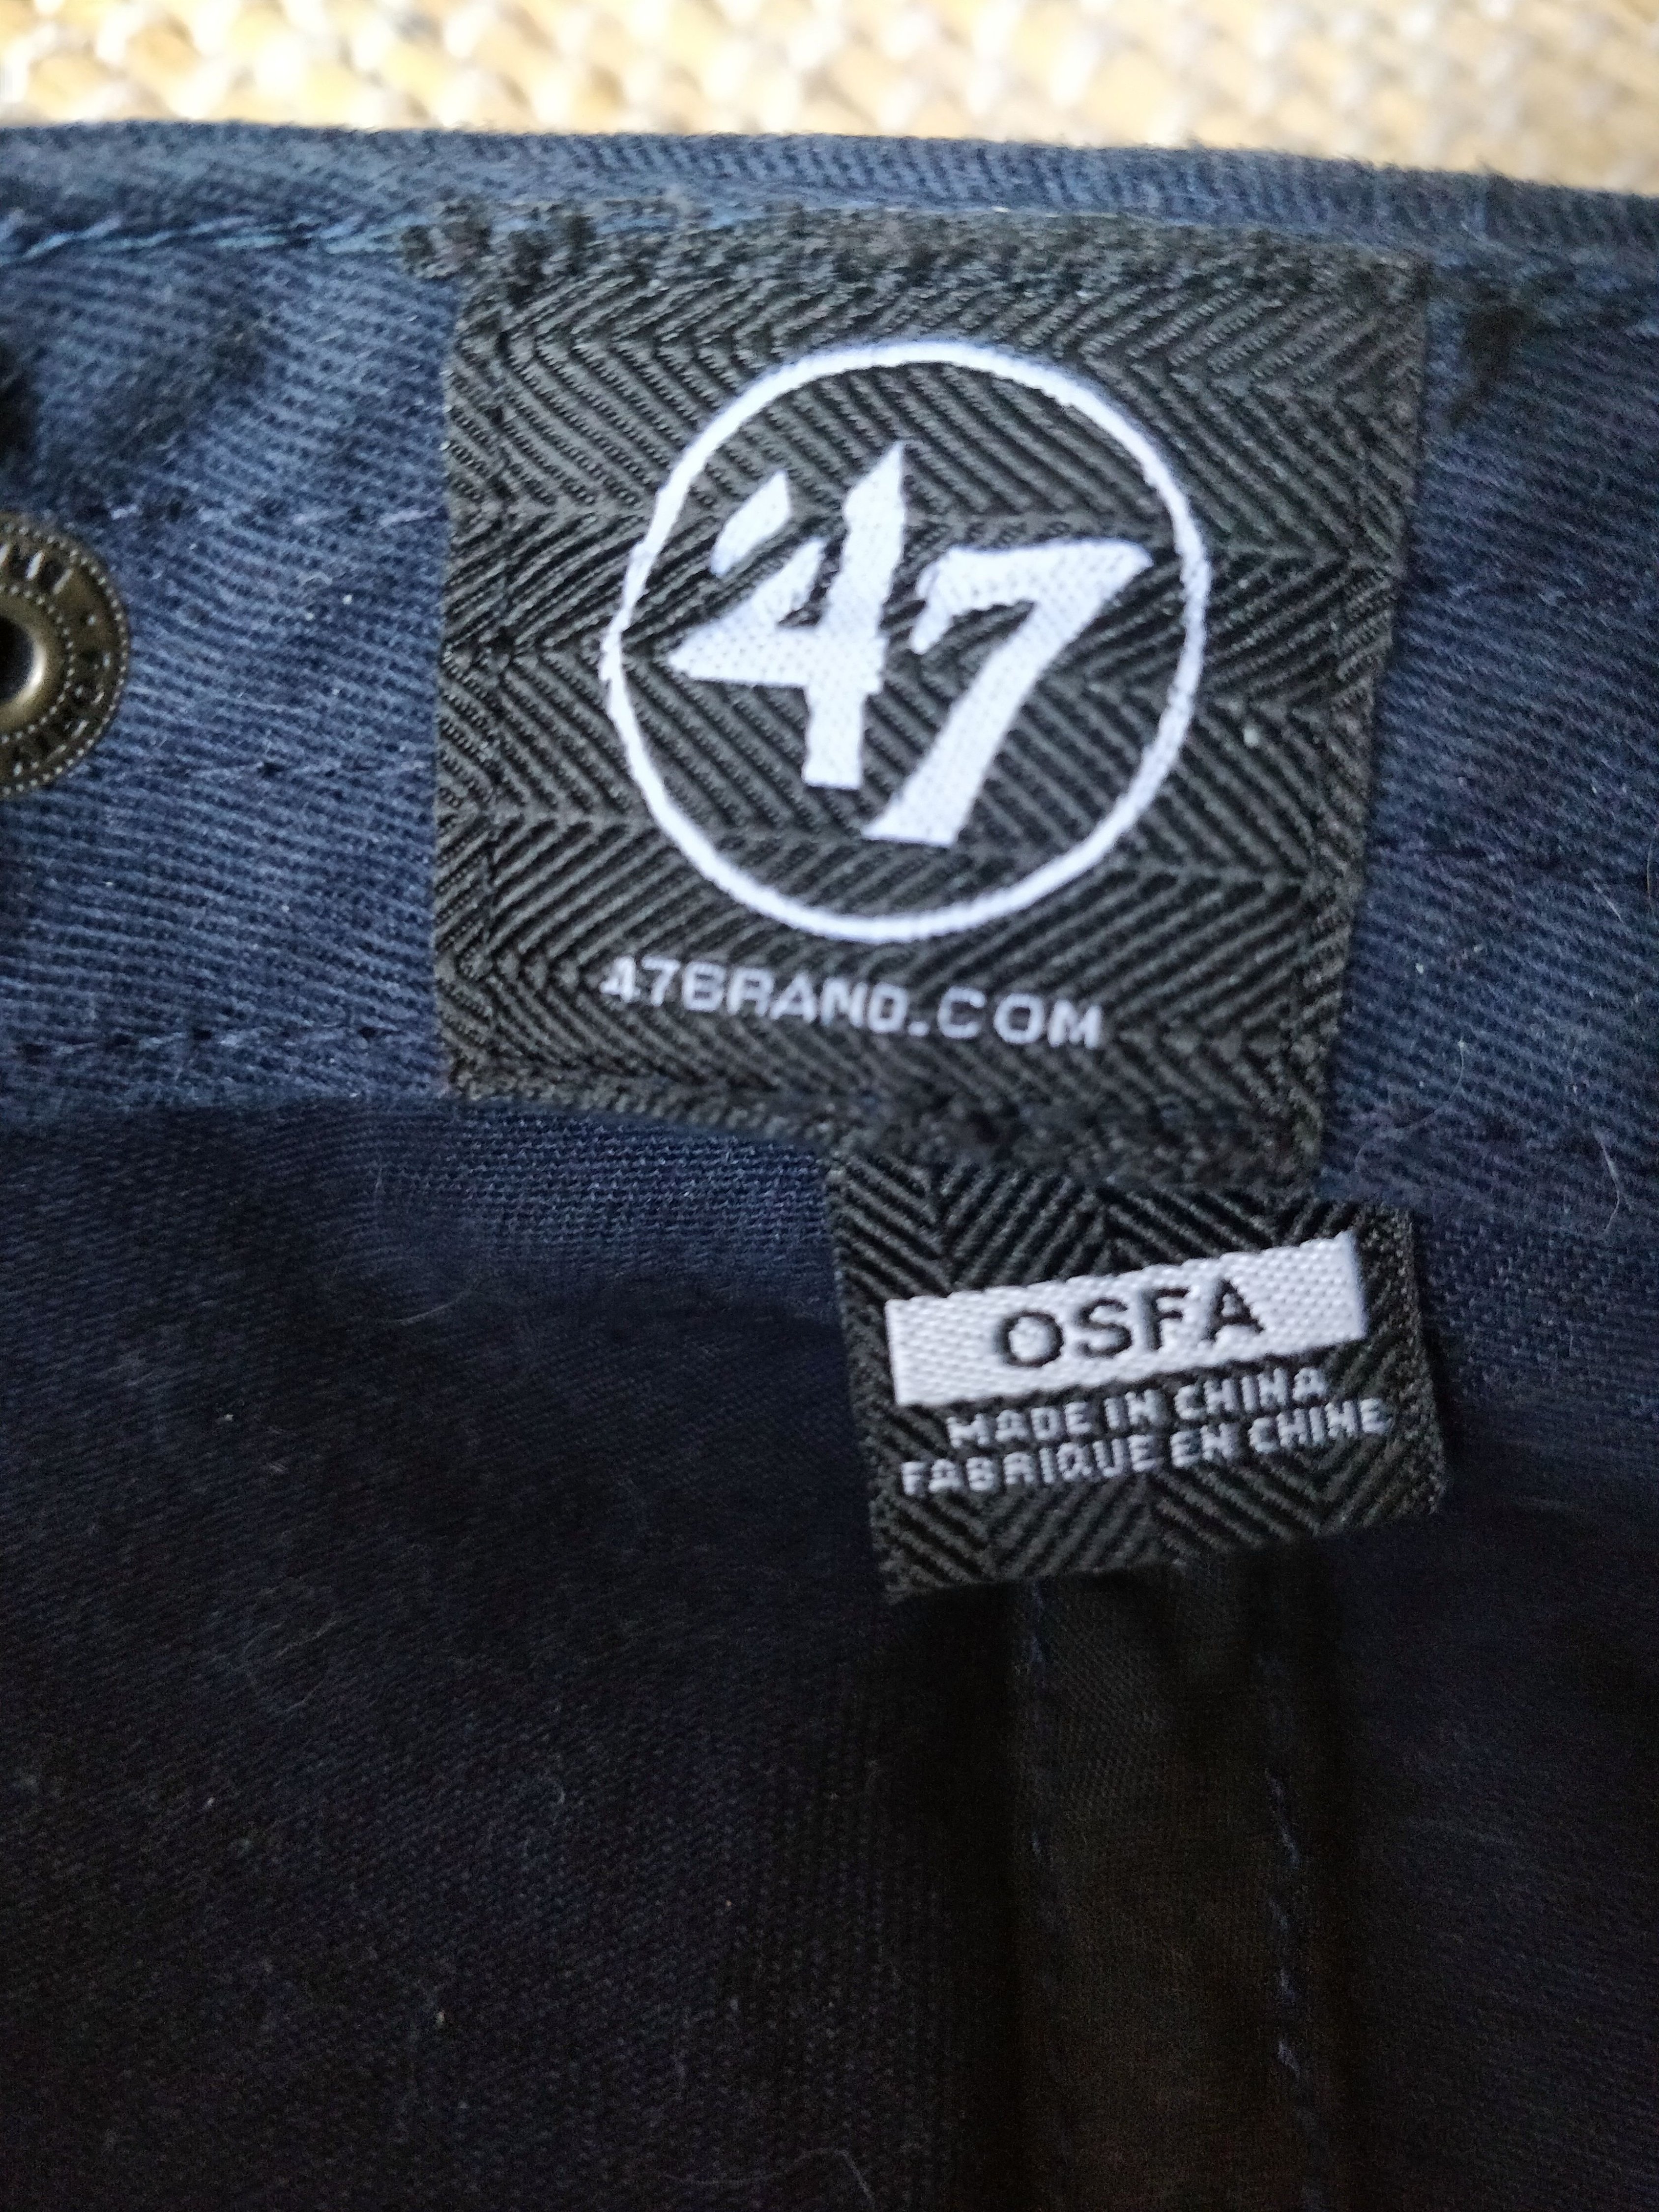 '47
47BRAND.COM
OSFA
MADE IN CHINA
FABRIQUE EN CHINE